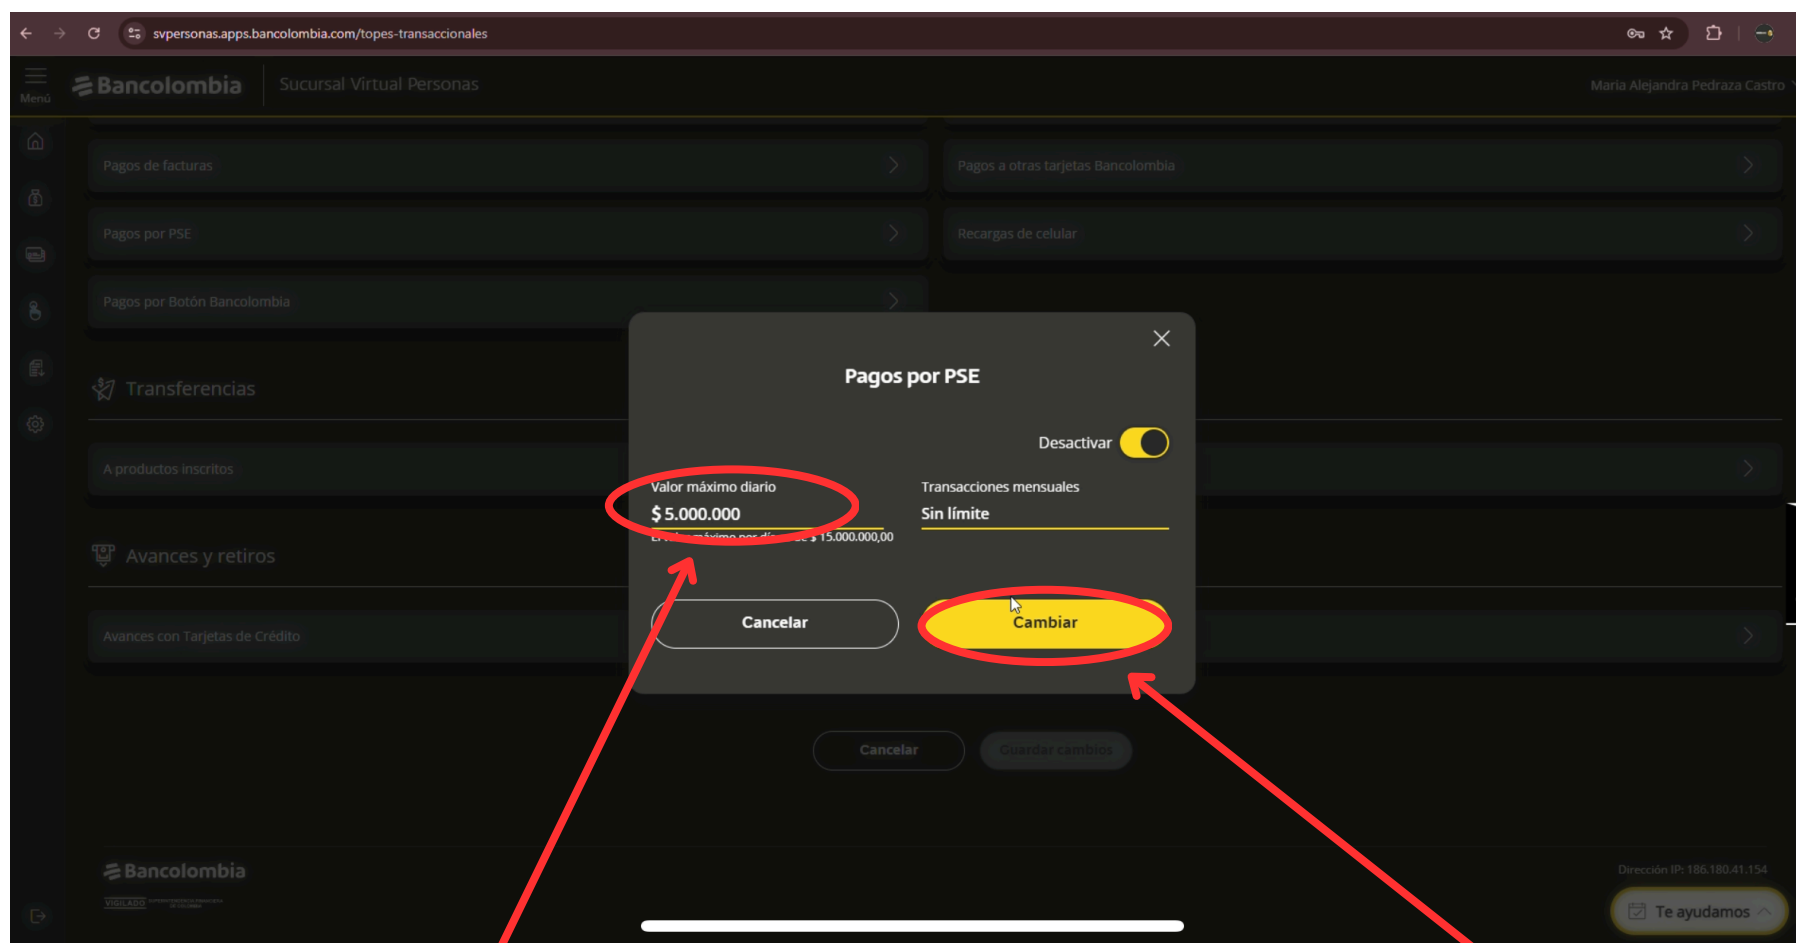 svpersonas.apps.bancolombia.com/topes-transaccionales
Menú
Bancolombia
Sucursal Virtual Personas
Maria Alejandra Pedraza Castro
Pagos de facturas
Pagos a otras tarjetas Bancolombia
Pagos por PSE
Recargas de celular
Pagos por Botón Bancolombia
Transferencias
A productos inscritos
Avances y retiros
Avances con Tarjetas de Crédito
Pagos por PSE
Desactivar
Valor máximo diario
$ 5.000.000
máximo por $ 15.000.000,00
Transacciones mensuales
Sin límite
Cancelar
Cambiar
Cancelar
Guardar cambios
Bancolombia
VIGILADO
Dirección IP: 186.180.41.154
Te ayudamos